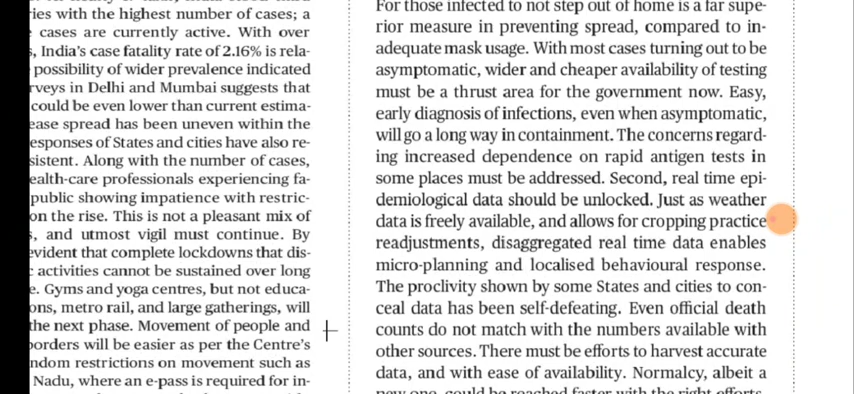 ries with the highest number of cases; a
cases are currently active. With over
s, India's case fatality rate of 2.16% is rela-
possibility of wider prevalence indicated
rveys in Delhi and Mumbai suggests that
could be even lower than current estima-
ease spread has been uneven within the
esponses of States and cities have also re-
sistent. Along with the number of cases,
ealth-care professionals experiencing fa-
public showing impatience with restric-
on the rise. This is not a pleasant mix of
s, and utmost vigil must continue. By
evident that complete lockdowns that dis-
activities cannot be sustained over long
e. Gyms and yoga centres, but not educa-
ons, metro rail, and large gatherings, will
the next phase. Movement of people and
borders will be easier as per the Centre's
ndom restrictions on movement such as
Nadu, where an e-pass is required for in-
For those infected to not step out of home is a far supe-
rior measure in preventing spread, compared to in-
adequate mask usage. With most cases turning out to be
asymptomatic, wider and cheaper availability of testing
must be a thrust area for the government now. Easy,
early diagnosis of infections, even when asymptomatic,
will go a long way in containment. The concerns regard-
ing increased dependence on rapid antigen tests in
some places must be addressed. Second, real time epi-
demiological data should be unlocked. Just as weather
data is freely available, and allows for cropping practice
readjustments, disaggregated real time data enables
micro-planning and localised behavioural response.
The proclivity shown by some States and cities to con-
ceal data has been self-defeating. Even official death
counts do not match with the numbers available with
other sources. There must be efforts to harvest accurate
data, and with ease of availability. Normalcy, albeit a
new one, could be reached faster with the right efforts.